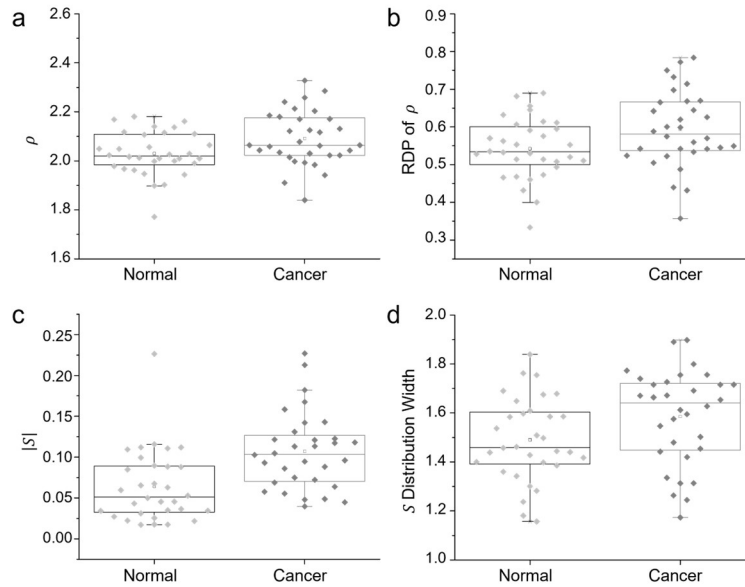 a
2.6
2.4
2.2
2.0
1.8
1.6
ρ
Normal
Cancer
b
0.9
0.8
0.7
0.6
0.5
0.4
0.3
RDP of ρ
Normal
Cancer
c
0.25
0.20
0.15
0.10
0.05
0.00
|S|
Normal
Cancer
d
2.0
1.8
1.6
1.4
1.2
1.0
S Distribution Width
Normal
Cancer